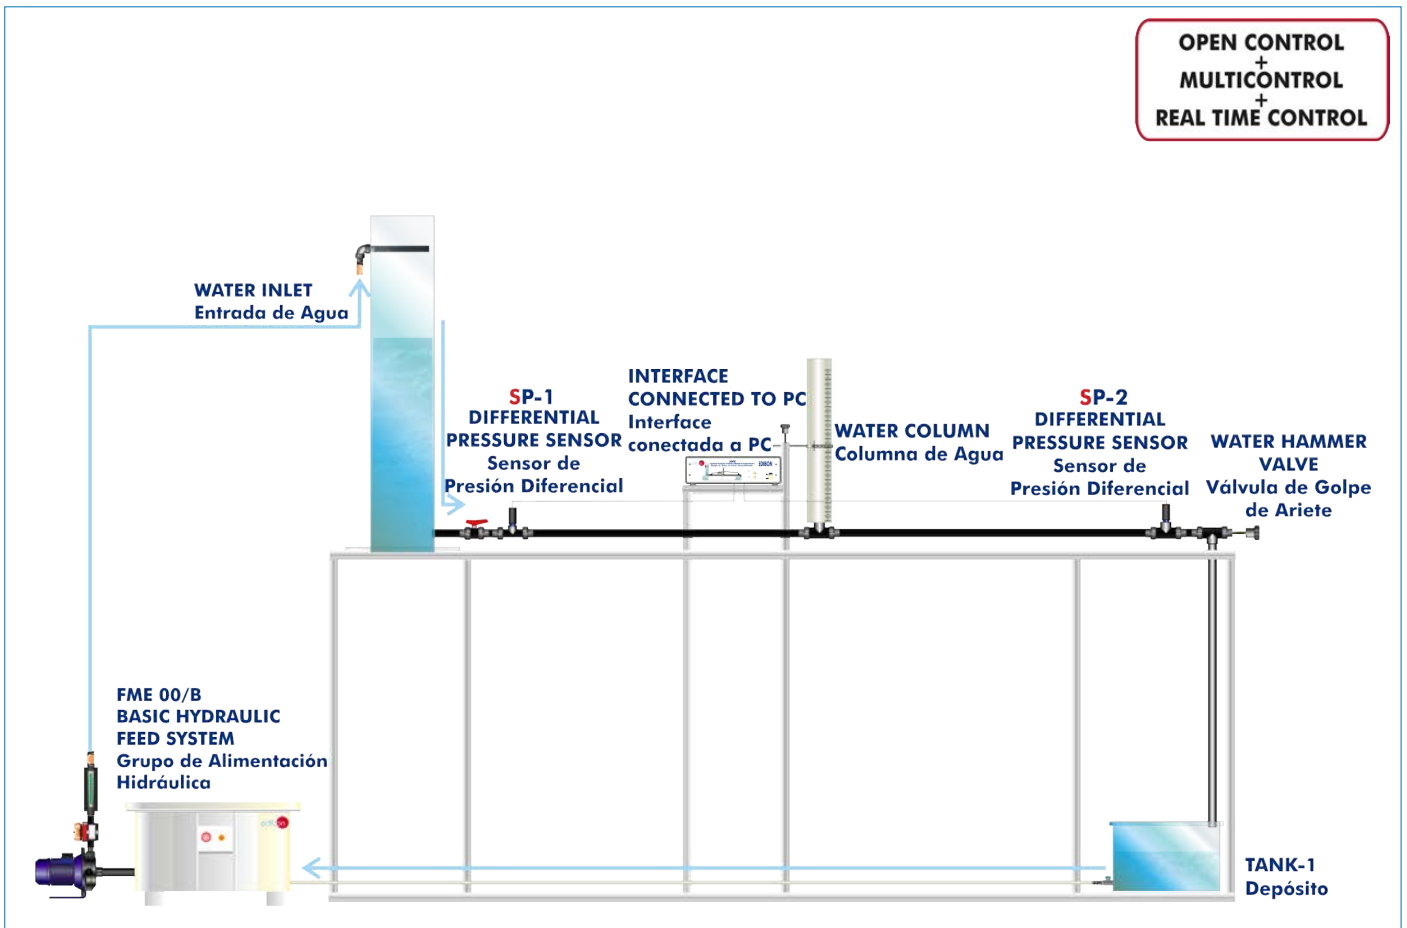 OPEN CONTROL
+
MULTICONTROL
+
REAL TIME CONTROL
WATER INLET
Entrada de Agua
SP-1
DIFFERENTIAL
PRESSURE SENSOR
Sensor de
Presión Diferencial
INTERFACE
CONNECTED TO PC
Interface
conectada a PC
WATER COLUMN
Columna de Agua
SP-2
DIFFERENTIAL
PRESSURE SENSOR
Sensor de
Presión Diferencial
WATER HAMMER
VALVE
Válvula de Golpe
de Ariete
EDIBON
FME 00/B
BASIC HYDRAULIC
FEED SYSTEM
Grupo de Alimentación
Hidráulica
edibon
TANK-1
Depósito